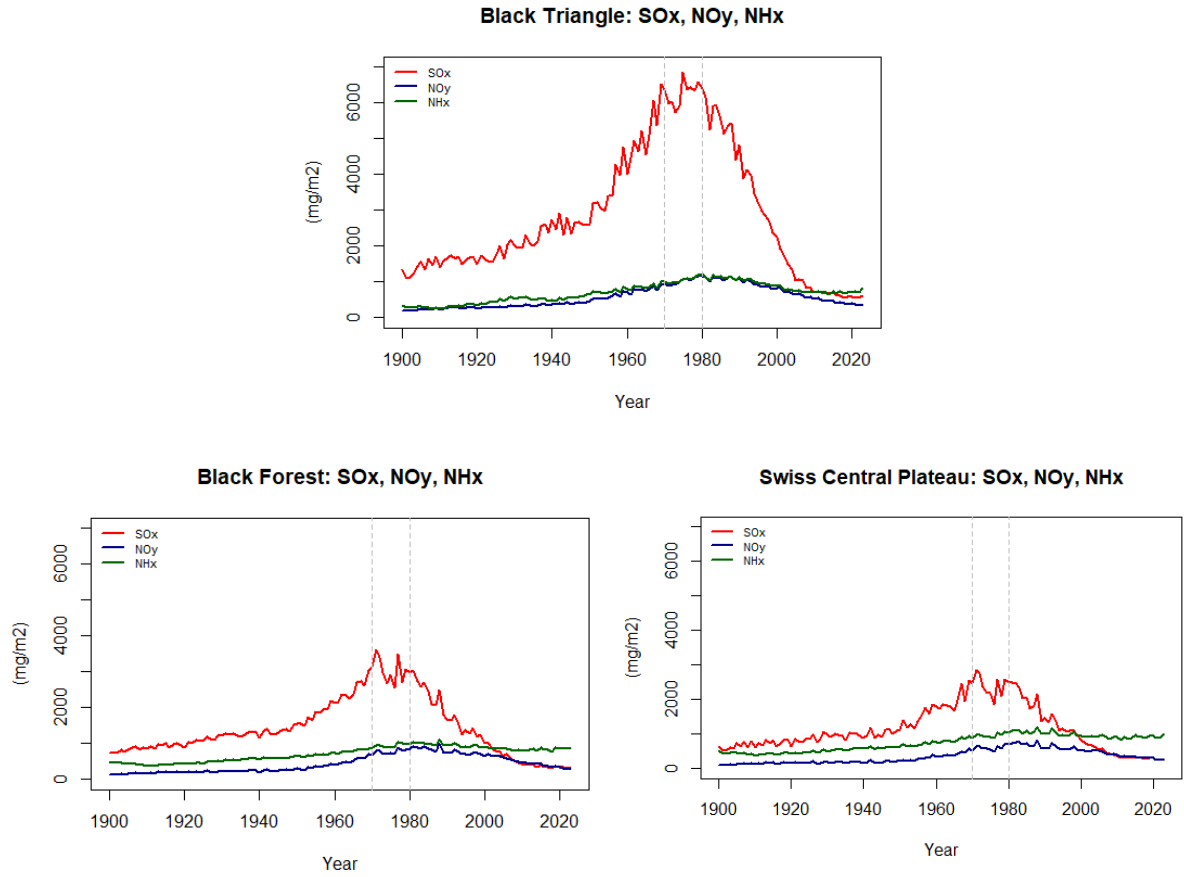 Black Triangle: SOx, NOy, NHx
SOx
NOy
NHx
(mg/m2)
6000
4000
2000
0
1900 1920 1940 1960 1980 2000 2020
Year
Black Forest: SOx, NOy, NHx
SOx
NOy
NHx
(mg/m2)
6000
4000
2000
0
1900 1920 1940 1960 1980 2000 2020
Year
Swiss Central Plateau: SOx, NOy, NHx
SOx
NOy
NHx
(mg/m2)
6000
4000
2000
0
1900 1920 1940 1960 1980 2000 2020
Year